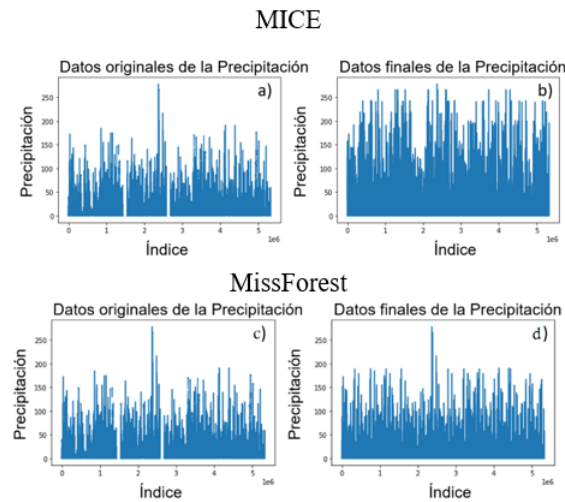 MICE
Datos originales de la Precipitación
Datos finales de la Precipitación
a)
b)
Precipitación
250
200
150
100
50
0
Precipitación
250
200
150
100
50
0
0 1 2 3 4 5
1e6
0 1 2 3 4 5
1e6
Índice
Índice
MissForest
Datos originales de la Precipitación
Datos finales de la Precipitación
c)
d)
Precipitación
250
200
150
100
50
0
Precipitación
250
200
150
100
50
0
0 1 2 3 4 5
1e6
0 1 2 3 4 5
1e6
Índice
Índice